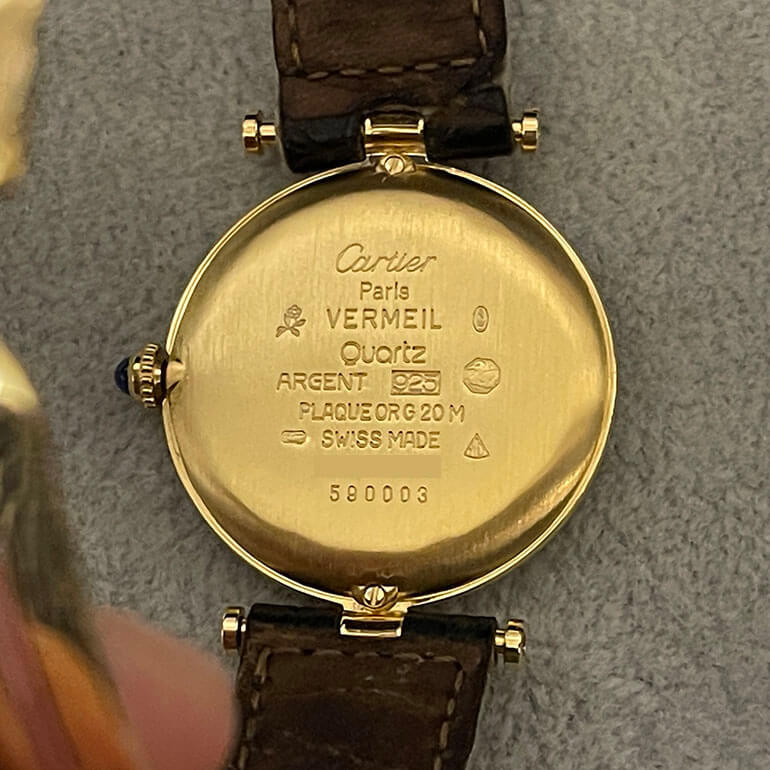 Cartier
Paris
VERMEIL
Quartz
ARGENT 925
PLAQUE OR G 20 M
SWISS MADE
590003